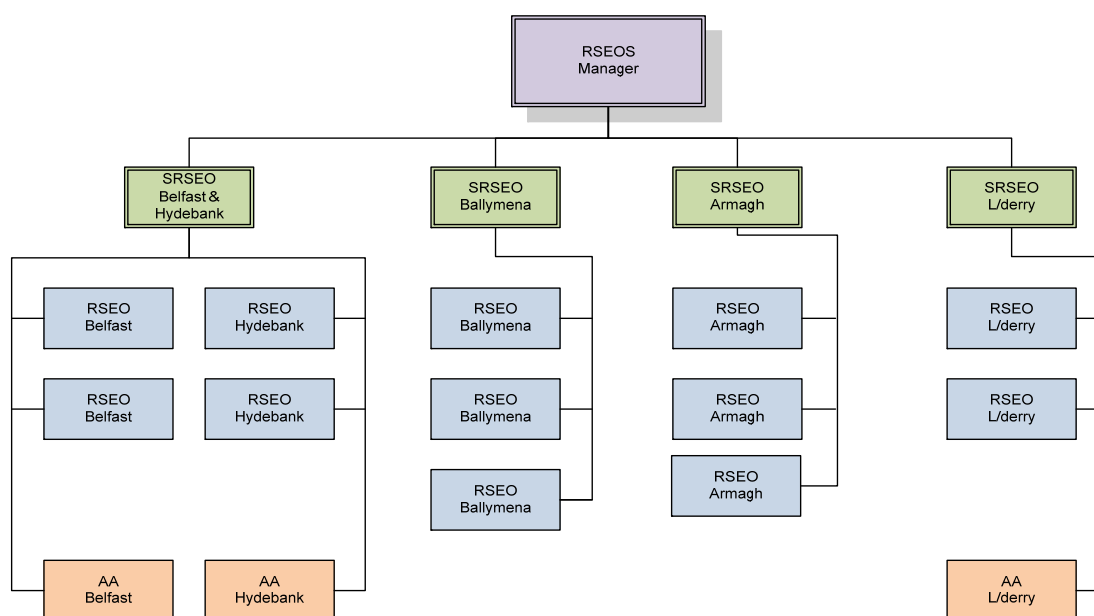 RSEOS
Manager
SRSEO
Belfast &
Hydebank
SRSEO
Ballymena
SRSEO
Armagh
SRSEO
L/derry
RSEO
Belfast
RSEO
Hydebank
RSEO
Ballymena
RSEO
Armagh
RSEO
L/derry
RSEO
Belfast
RSEO
Hydebank
RSEO
Ballymena
RSEO
Armagh
RSEO
L/derry
RSEO
Ballymena
RSEO
Armagh
AA
Belfast
AA
Hydebank
AA
L/derry